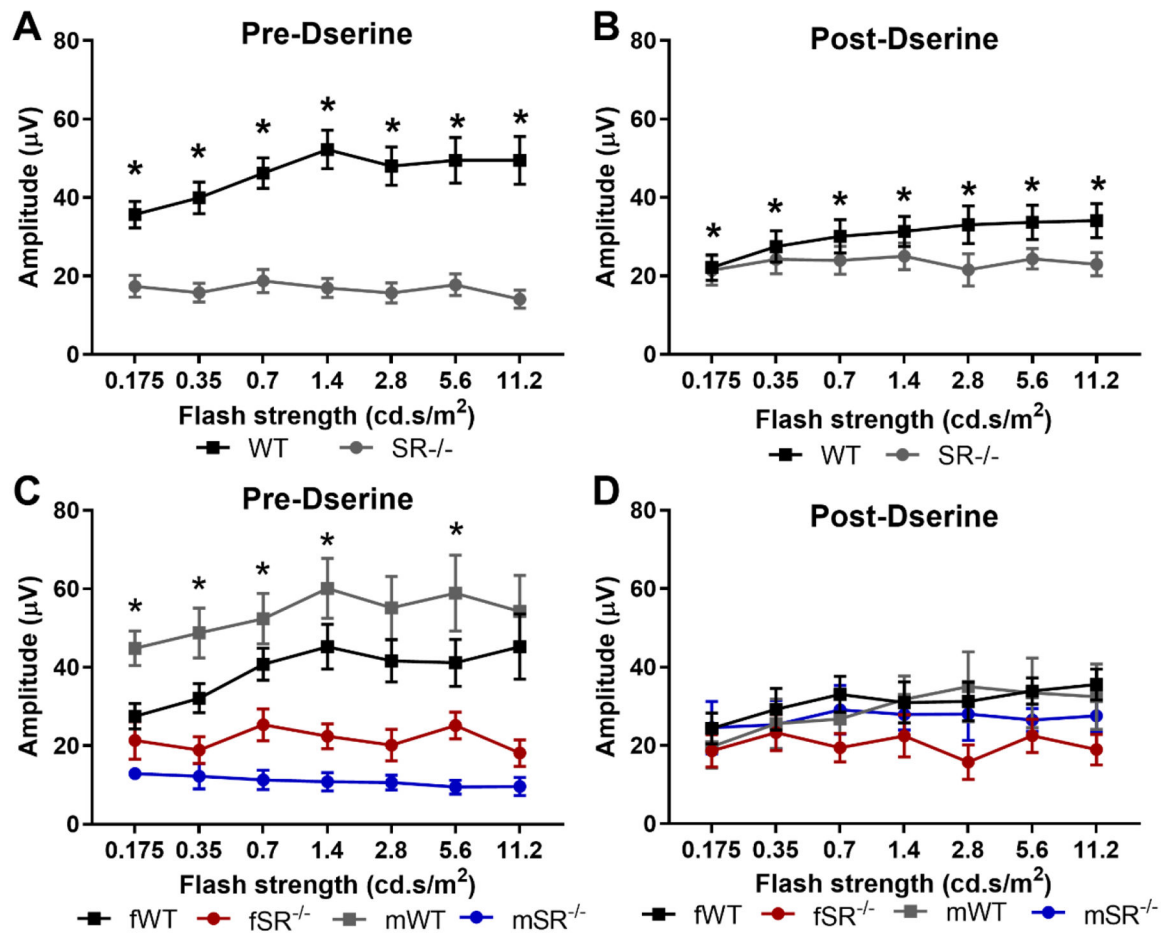 A
Pre-Dserine
Amplitude (μV)
80
60
40
20
0
* * * * * * *
0.175 0.35 0.7 1.4 2.8 5.6 11.2
Flash strength (cd.s/m²)
WT SR-/-
B
Post-Dserine
Amplitude (μV)
80
60
40
20
0
* * * * * * *
0.175 0.35 0.7 1.4 2.8 5.6 11.2
Flash strength (cd.s/m²)
WT SR-/-
C
Pre-Dserine
Amplitude (μV)
80
60
40
20
0
* * * * *
0.175 0.35 0.7 1.4 2.8 5.6 11.2
Flash strength (cd.s/m²)
fWT fSR⁻/⁻ mWT mSR⁻/⁻
D
Post-Dserine
Amplitude (μV)
80
60
40
20
0
0.175 0.35 0.7 1.4 2.8 5.6 11.2
Flash strength (cd.s/m²)
fWT fSR⁻/⁻ mWT mSR⁻/⁻